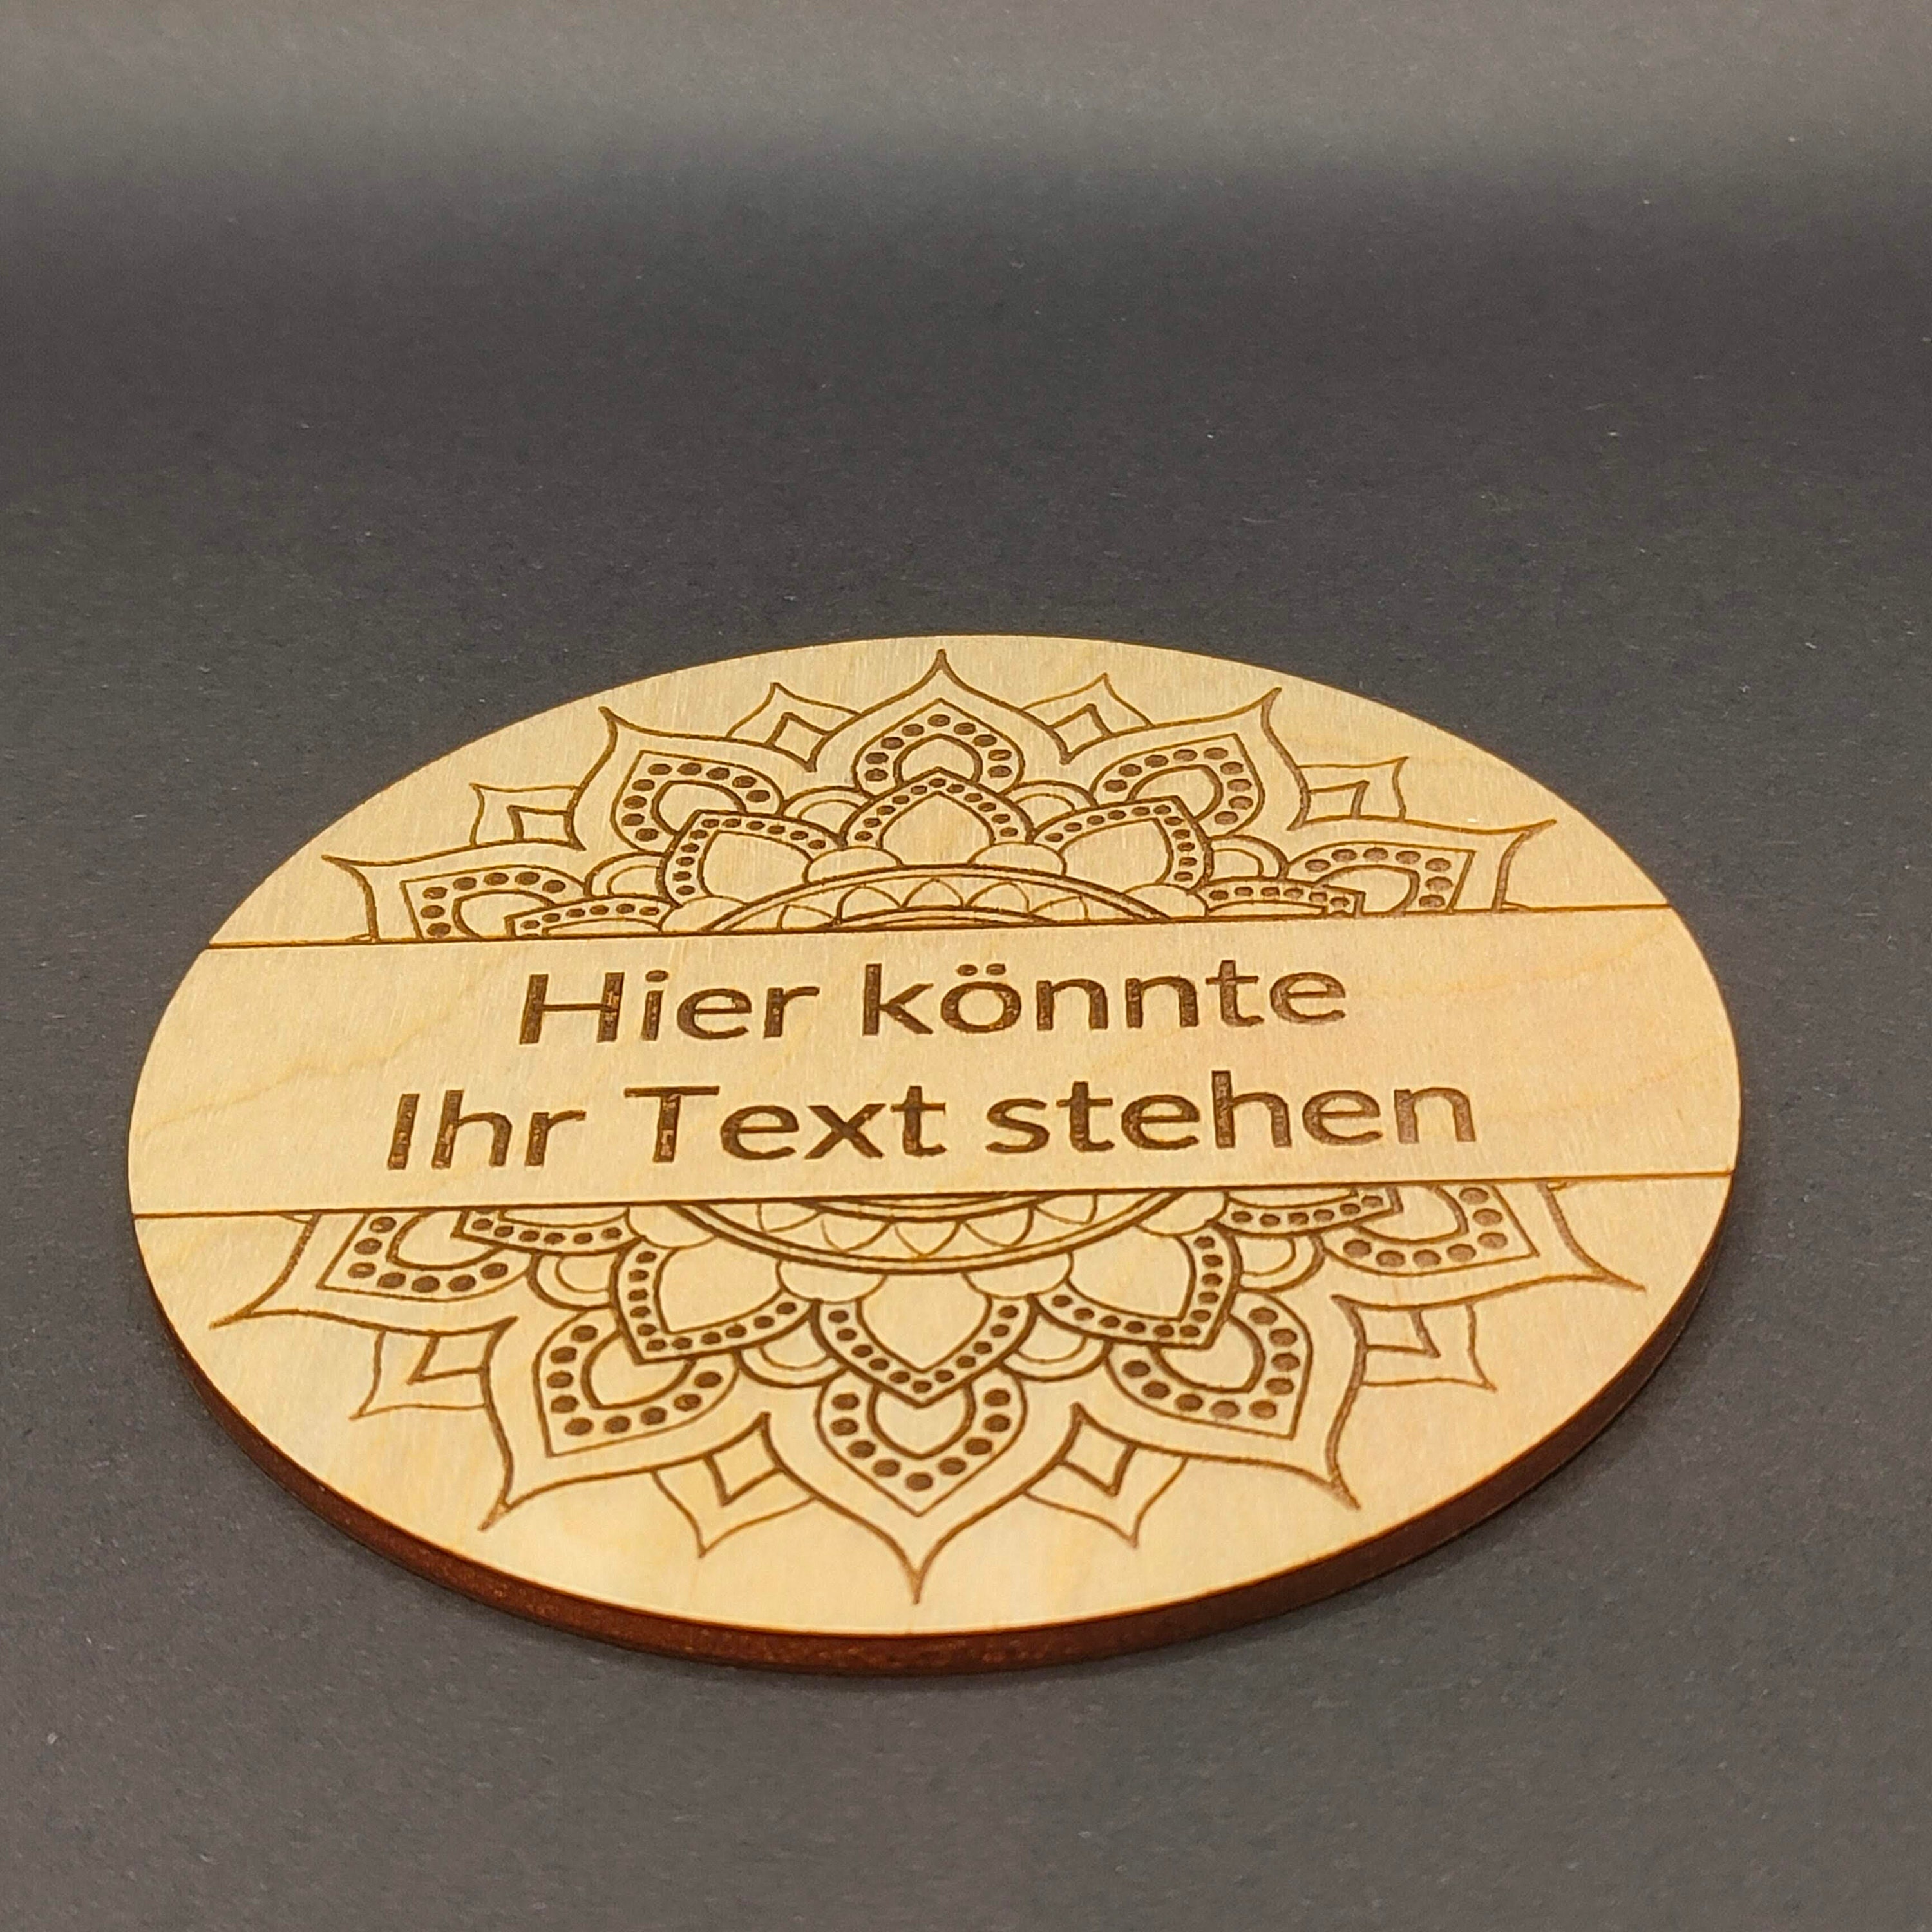 Hier könnte
Ihr Text stehen